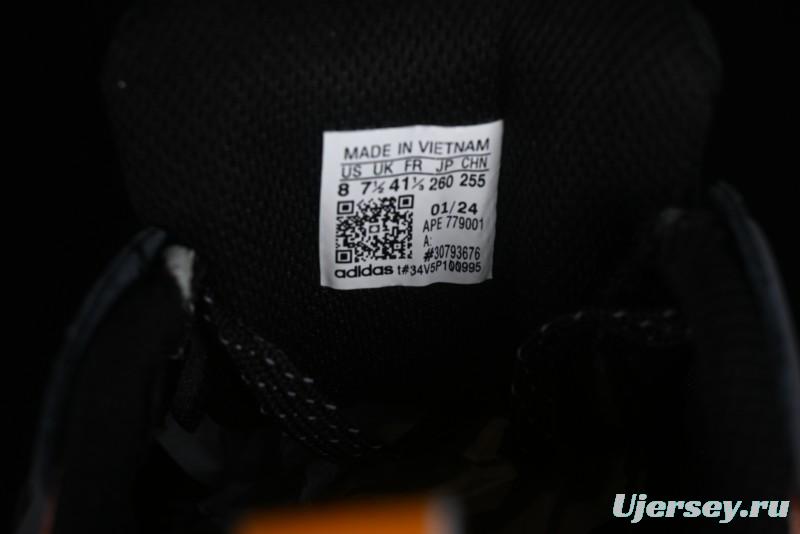 MADE IN VIETNAM
US UK FR JP CHN
8 7½ 41⅓ 260 255
01/24
APE 779001
A:
#30793676
adidas t#34V5P100995
Ujersey.ru